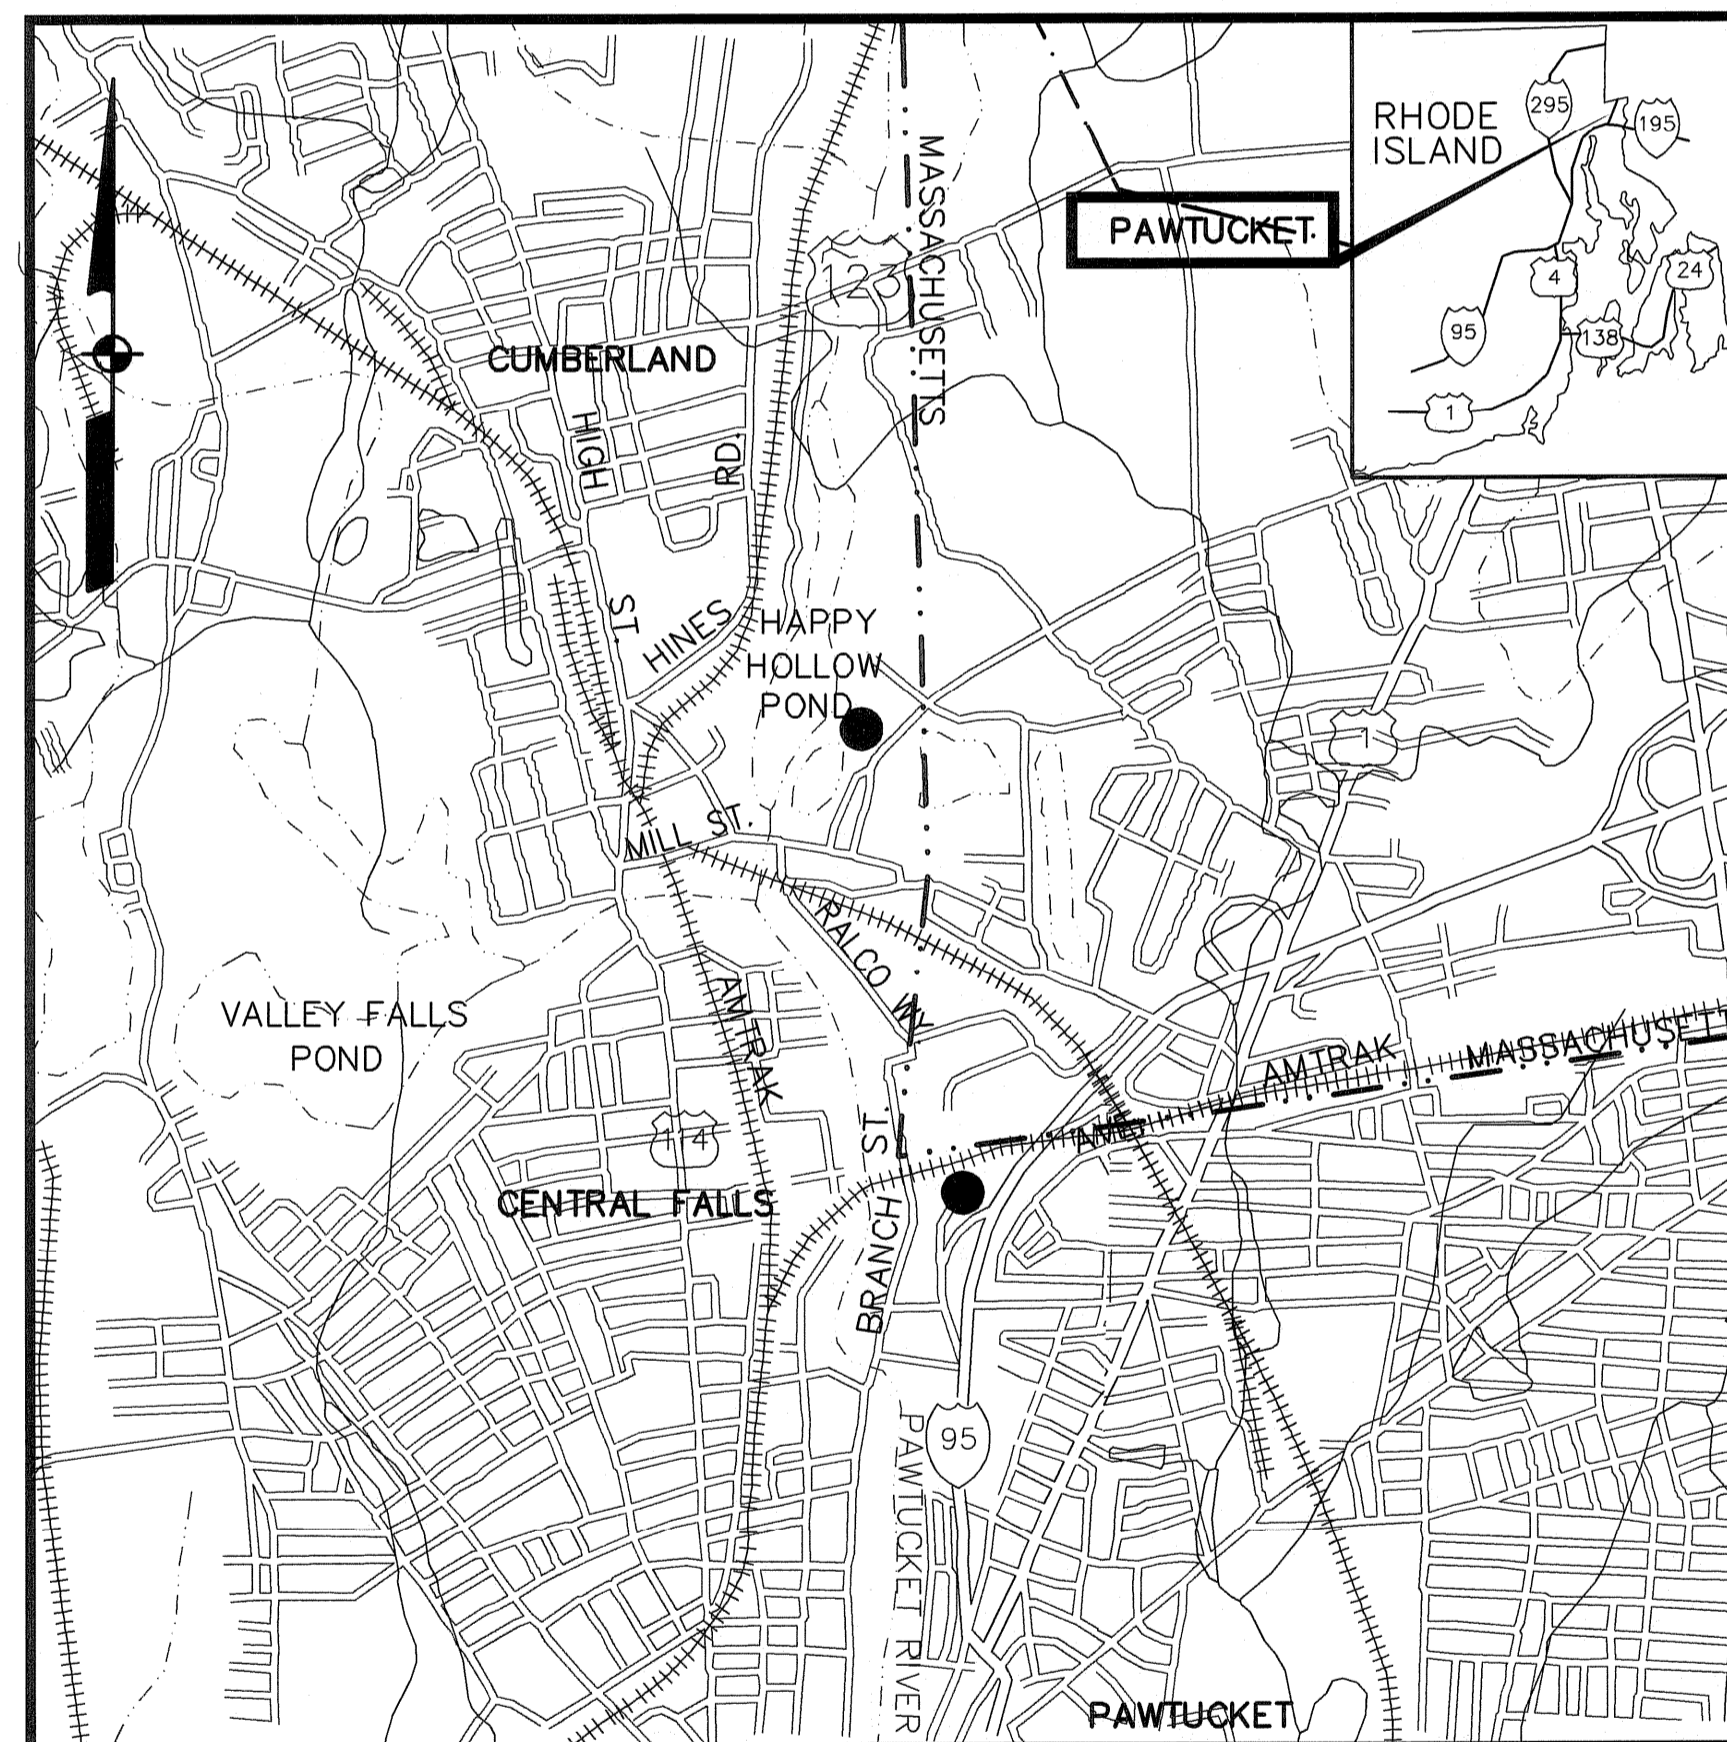 RHODE
ISLAND
295
195
4
24
95
138
1
PAWTUCKET
MASSACHUSETTS
123
CUMBERLAND
HIGH
ST.
HINES
RD.
HAPPY
HOLLOW
POND
1
MILL ST.
RALCO WY
AMTRAK
VALLEY FALLS
POND
AMTRAK
MASSACHUSETT
114
CENTRAL FALLS
BRANCH ST.
95
PAWTUCKET RIVER
PAWTUCKET